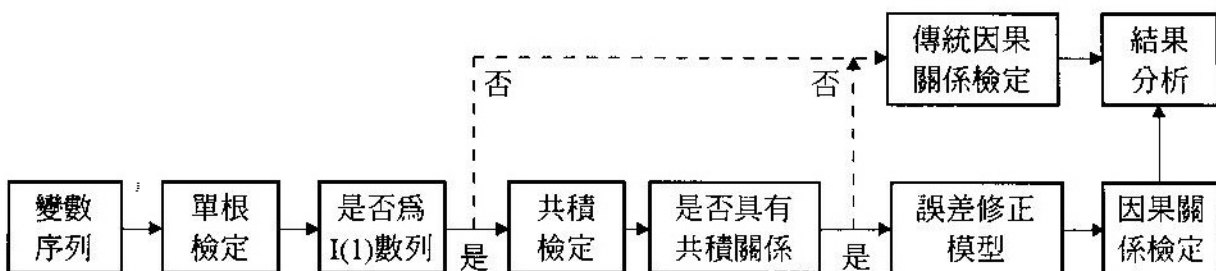 傳統因果
關係檢定
結果
分析
否
否
變數
序列
單根
檢定
是否爲
I(1)數列
是
共積
檢定
是否具有
共積關係
是
誤差修正
模型
因果關
係檢定